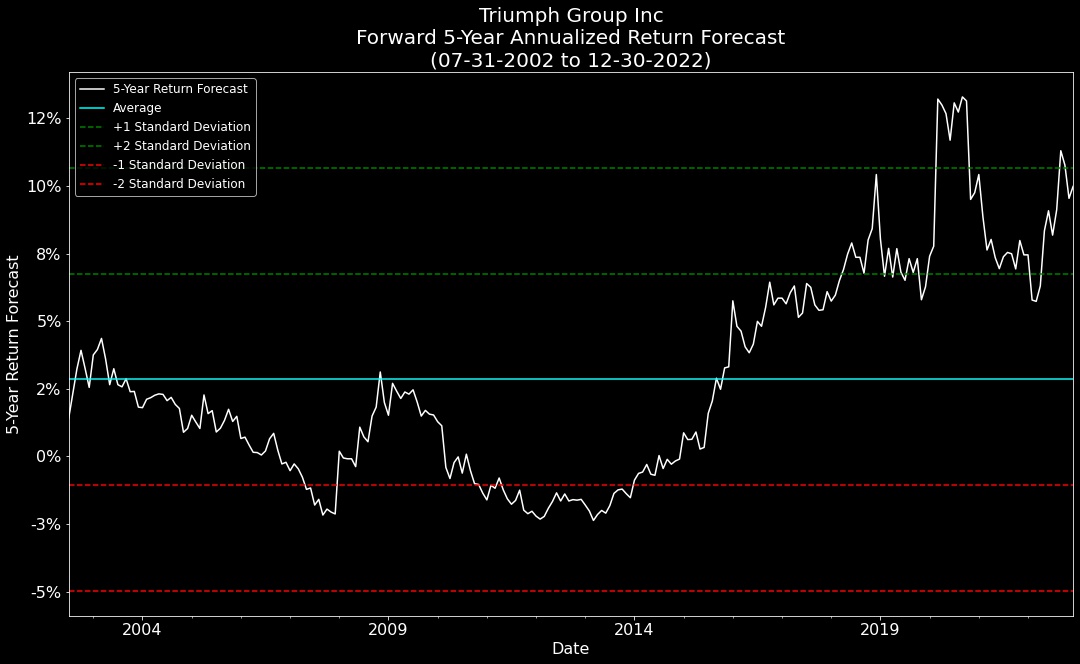 Triumph Group Inc
Forward 5-Year Annualized Return Forecast
(07-31-2002 to 12-30-2022)
5-Year Return Forecast
Average
+1 Standard Deviation
+2 Standard Deviation
-1 Standard Deviation
-2 Standard Deviation
12%
10%
8%
5%
2%
0%
-3%
-5%
5-Year Return Forecast
2004
2009
2014
2019
Date